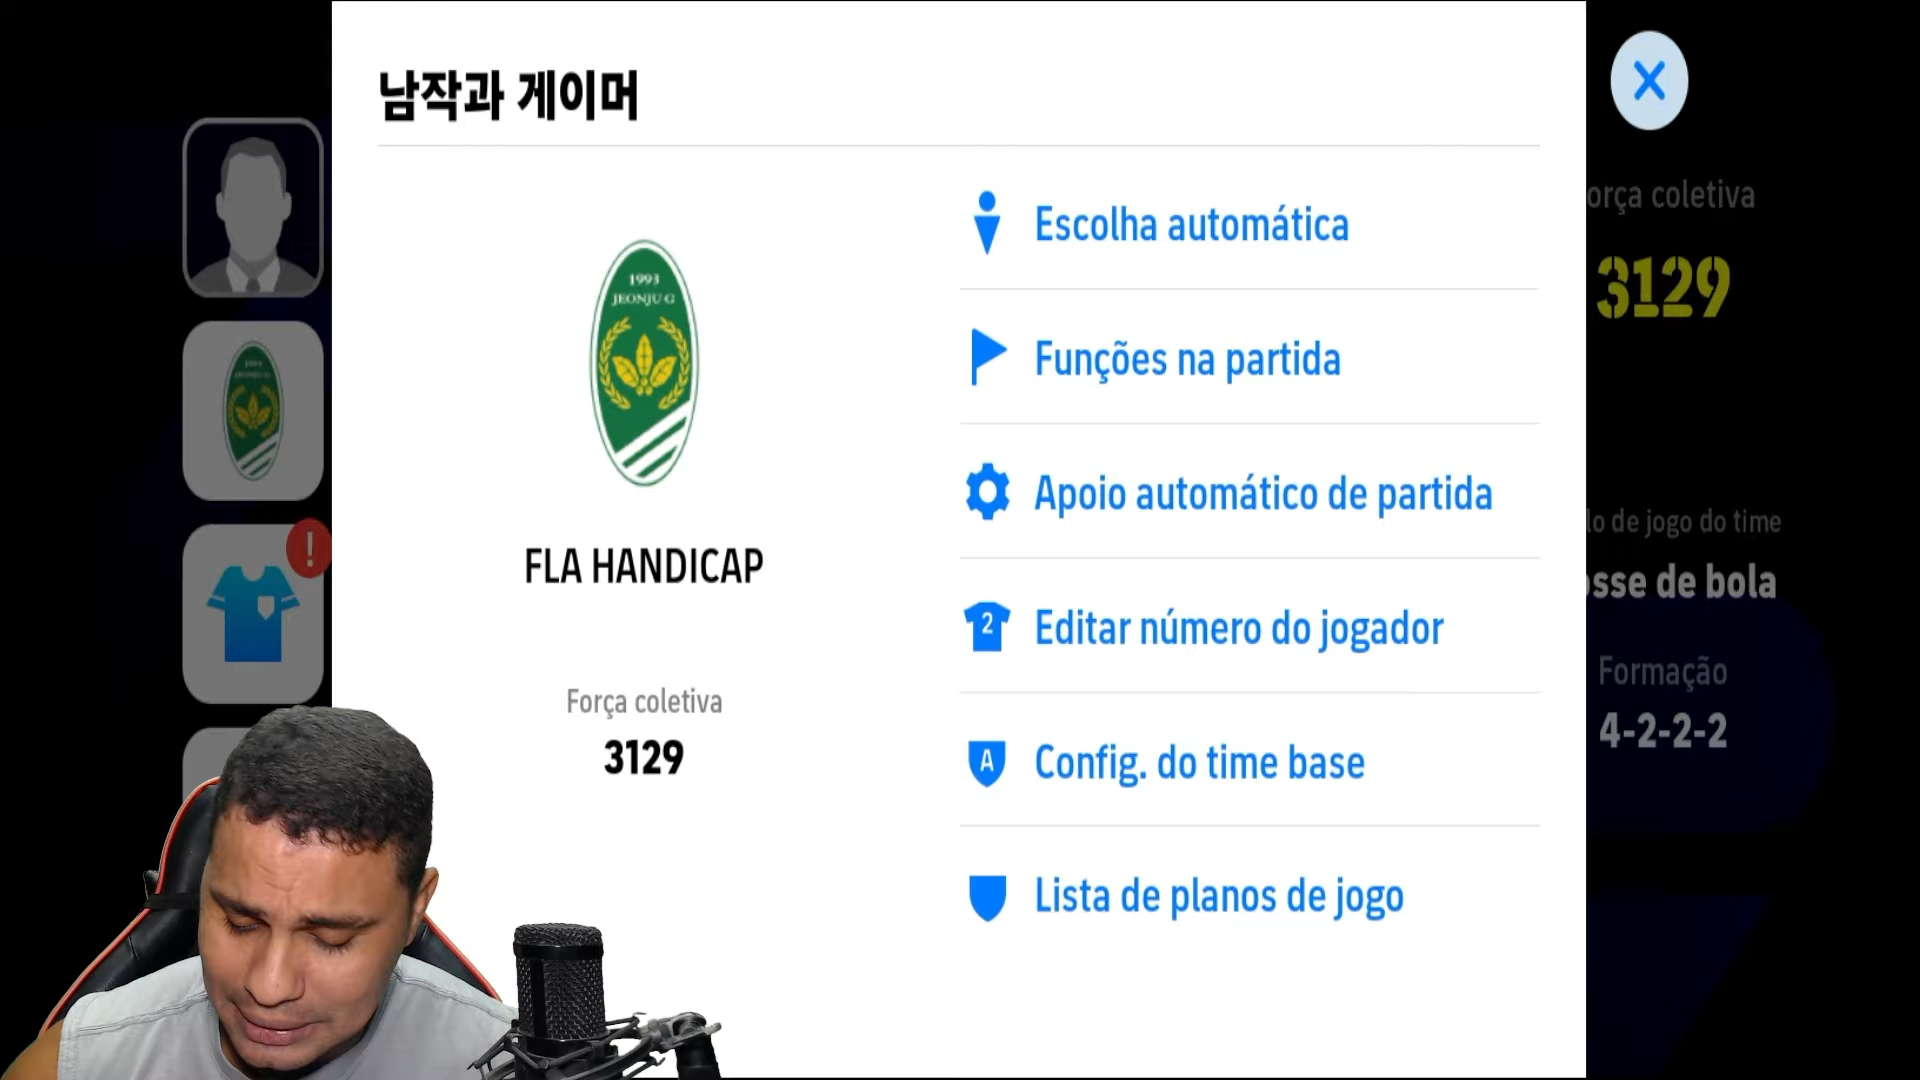 남작과 게이머
1993
JEONJU G
FLA HANDICAP
Força coletiva
3129
Escolha automática
Funções na partida
Apoio automático de partida
2
Editar número do jogador
A
Config. do time base
Lista de planos de jogo
X
orça coletiva
3129
lo de jogo do time
osse de bola
Formação
4-2-2-2
!